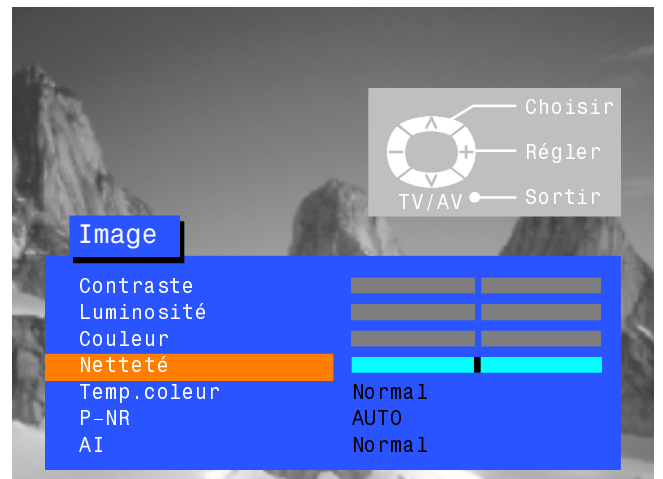 Choisir
Régler
TV/AV Sortir
Image
Contraste
Luminosité
Couleur
Netteté
Temp.coleur Normal
P-NR AUTO
AI Normal